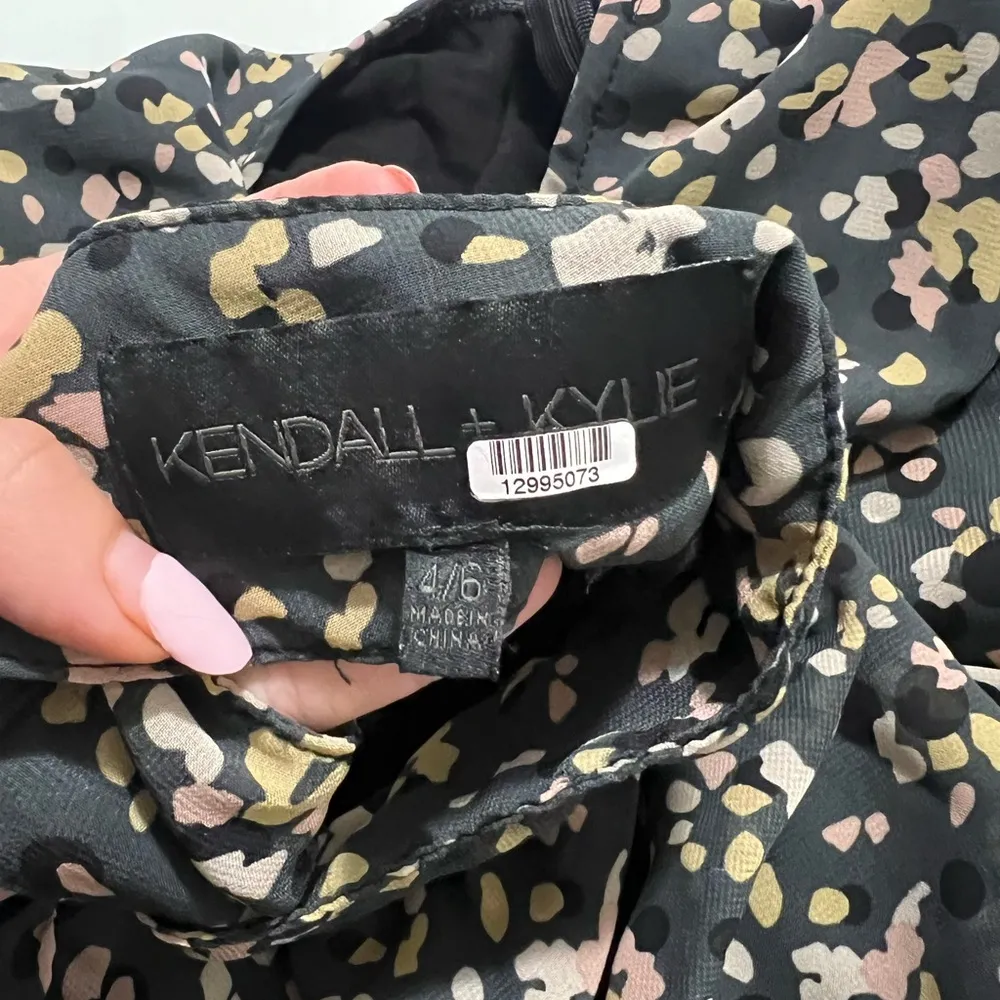 KENDALL + KYLIE
12995073
4/6
MADE IN
CHINA